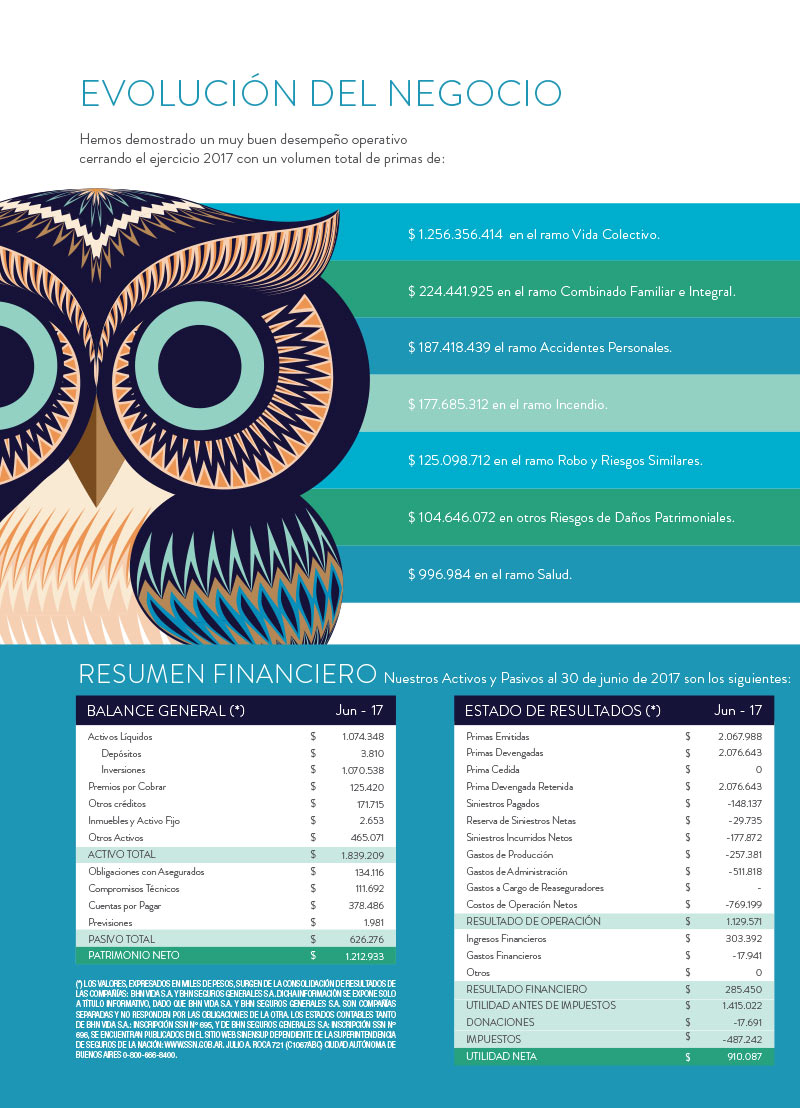 EVOLUCIÓN DEL NEGOCIO
Hemos demostrado un muy buen desempeño operativo
cerrando el ejercicio 2017 con un volumen total de primas de:
$ 1.256.356.414 en el ramo Vida Colectivo.
$ 224.441.925 en el ramo Combinado Familiar e Integral.
$ 187.418.439 el ramo Accidentes Personales.
$ 177.685.312 en el ramo Incendio.
$ 125.098.712 en el ramo Robo y Riesgos Similares.
$ 104.646.072 en otros Riesgos de Daños Patrimoniales.
$ 996.984 en el ramo Salud.
RESUMEN FINANCIERO Nuestros Activos y Pasivos al 30 de junio de 2017 son los siguientes:
BALANCE GENERAL (*) Jun - 17
Activos Líquidos $ 1.074.348
Depósitos $ 3.810
Inversiones $ 1.070.538
Premios por Cobrar $ 125.420
Otros créditos $ 171.715
Inmuebles y Activo Fijo $ 2.653
Otros Activos $ 465.071
ACTIVO TOTAL $ 1.839.209
Obligaciones con Asegurados $ 134.116
Compromisos Técnicos $ 111.692
Cuentas por Pagar $ 378.486
Previsiones $ 1.981
PASIVO TOTAL $ 626.276
PATRIMONIO NETO $ 1.212.933
(*) LOS VALORES, EXPRESADOS EN MILES DE PESOS, SURGEN DE LA CONSOLIDACIÓN DE RESULTADOS DE
LAS COMPAÑÍAS: BHN VIDA S.A. Y BHN SEGUROS GENERALES S.A. DICHA INFORMACIÓN SE EXPONE SOLO
A TÍTULO INFORMATIVO, DADO QUE BHN VIDA S.A. Y BHN SEGUROS GENERALES S.A. SON COMPAÑÍAS
SEPARADAS Y NO RESPONDEN POR LAS OBLIGACIONES DE LA OTRA. LOS ESTADOS CONTABLES TANTO
DE BHN VIDA S.A.: INSCRIPCIÓN SSN Nº 695, Y DE BHN SEGUROS GENERALES S.A: INSCRIPCIÓN SSN Nº
696, SE ENCUENTRAN PUBLICADOS EN EL SITIO WEB SINENSUP DEPENDIENTE DE LA SUPERINTENDENCIA
DE SEGUROS DE LA NACIÓN: WWW.SSN.GOB.AR. JULIO A. ROCA 721 (C1067ABC) CIUDAD AUTÓNOMA DE
BUENOS AIRES 0-800-666-8400.
ESTADO DE RESULTADOS (*) Jun - 17
Primas Emitidas $ 2.067.988
Primas Devengadas $ 2.076.643
Prima Cedida $ 0
Prima Devengada Retenida $ 2.076.643
Siniestros Pagados $ -148.137
Reserva de Siniestros Netas $ -29.735
Siniestros Incurridos Netos $ -177.872
Gastos de Producción $ -257.381
Gastos de Administración $ -511.818
Gastos a Cargo de Reaseguradores $ -
Costos de Operación Netos $ -769.199
RESULTADO DE OPERACIÓN $ 1.129.571
Ingresos Financieros $ 303.392
Gastos Financieros $ -17.941
Otros $ 0
RESULTADO FINANCIERO $ 285.450
UTILIDAD ANTES DE IMPUESTOS $ 1.415.022
DONACIONES $ -17.691
IMPUESTOS $ -487.242
UTILIDAD NETA $ 910.087